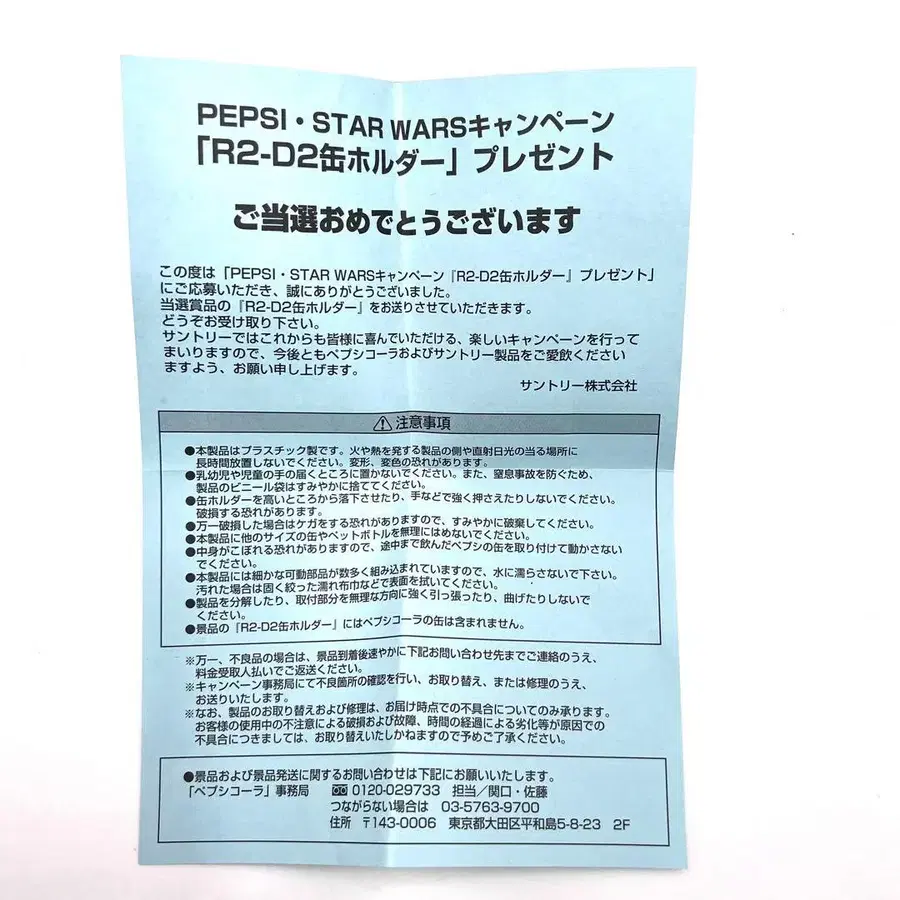 PEPSI・STAR WARSキャンペーン
「R2-D2缶ホルダー」プレゼント
ご当選おめでとうございます
この度は「PEPSI・STAR WARSキャンペーン『R2-D2缶ホルダー』プレゼント」
にご応募いただき、誠にありがとうございました。
当選賞品の『R2-D2缶ホルダー』をお送りさせていただきます。
どうぞお受け取り下さい。
サントリーではこれからも皆様に喜んでいただける、楽しいキャンペーンを行って
まいりますので、今後ともペプシコーラおよびサントリー製品をご愛飲ください
ますよう、お願い申し上げます。
サントリー株式会社
⚠注意事項
●本製品はプラスチック製です。火や熱を発する製品の側や直射日光の当る場所に
長時間放置しないでください。変形、変色の恐れがあります。
●乳幼児や児童の手の届くところに置かないでください。また、窒息事故を防ぐため、
製品のビニール袋はすみやかに捨ててください。
●缶ホルダーを高いところから落下させたり、手などで強く押さえたりしないでください。
破損する恐れがあります。
●万一破損した場合はケガをする恐れがありますので、すみやかに破棄してください。
●本製品に他のサイズの缶やペットボトルを無理にはめないでください。
●中身がこぼれる恐れがありますので、途中まで飲んだペプシの缶を取り付けて動かさない
でください。
●本製品には細かな可動部品が数多く組み込まれていますので、水に濡らさないで下さい。
汚れた場合は固く絞った濡れ布巾などで表面を拭いてください。
●製品を分解したり、取付部分を無理な方向に強く引っ張ったり、曲げたりしないで
ください。
●景品の『R2-D2缶ホルダー』にはペプシコーラの缶は含まれません。
※万一、不良品の場合は、景品到着後速やかに下記お問い合わせ先までご連絡のうえ、
料金受取人払いでご返送ください。
※キャンペーン事務局にて不良箇所の確認を行い、お取り替え、または修理のうえ、
お送りいたします。
※なお、製品のお取り替えおよび修理は、お届け時点での不具合についてのみ承ります。
お客様の使用中の不注意による破損および故障、時間の経過による劣化等が原因での
不具合につきましては、お取り替えいたしかねますので予めご了承ください。
●景品および景品発送に関するお問い合わせは下記にお願いいたします。
「ペプシコーラ」事務局 0120-029733 担当／関口・佐藤
つながらない場合は 03-5763-9700
住所 〒143-0006 東京都大田区平和島5-8-23 2F